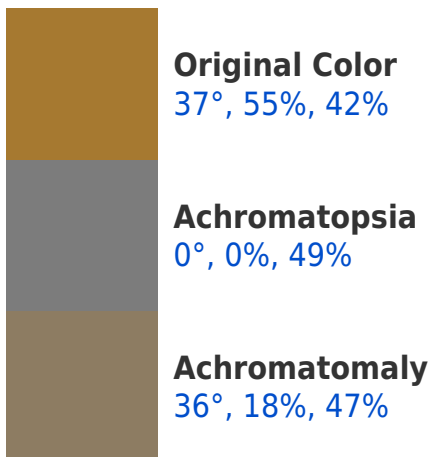 Original Color
37°, 55%, 42%
Achromatopsia
0°, 0%, 49%
Achromatomaly
36°, 18%, 47%